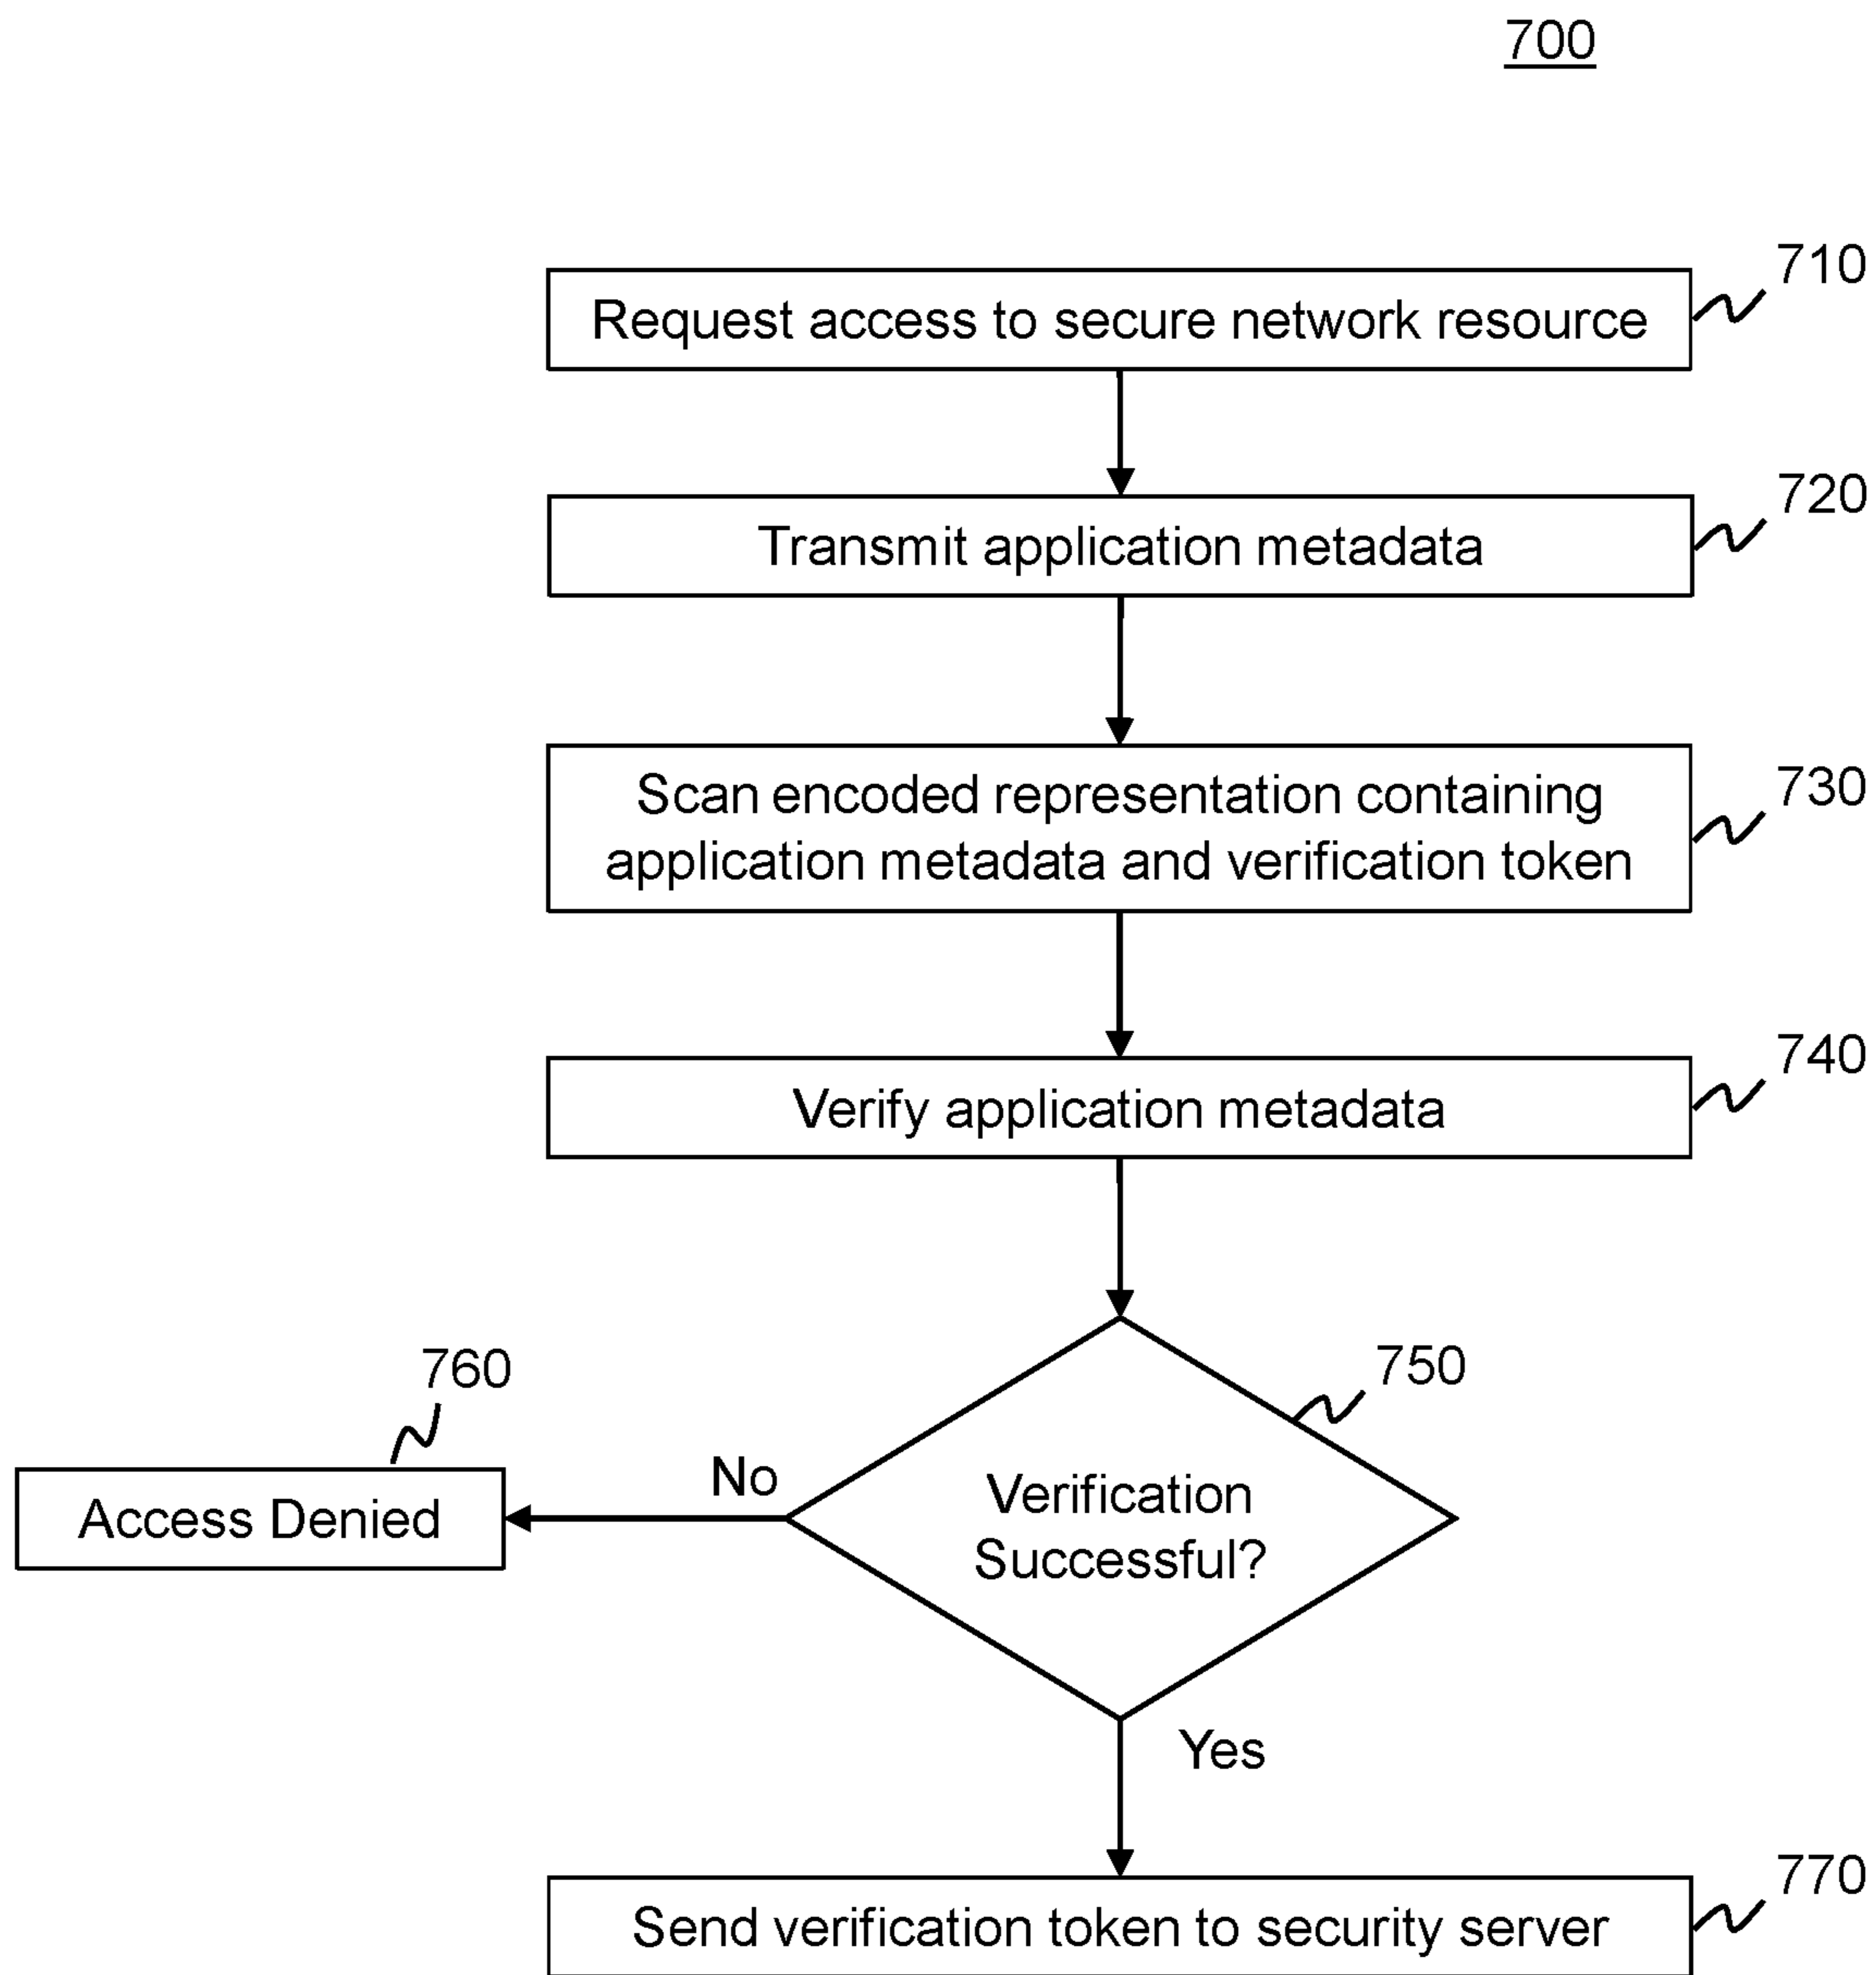 700
710
Request access to secure network resource
720
Transmit application metadata
730
Scan encoded representation containing
application metadata and verification token
740
Verify application metadata
760
750
No
Verification
Successful?
Access Denied
Yes
770
Send verification token to security server